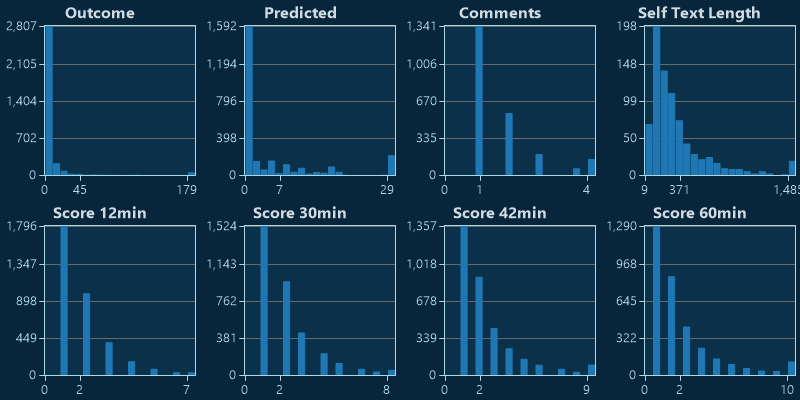 Outcome Predicted Comments Self Text Length
2,807 1,592 1,341 198
2,105 1,194 1,006 148
1,404 796 670 99
702 398 335 50
0 0 0 0
0 45 179 0 7 29 0 1 4 9 371 1,485
Score 12min Score 30min Score 42min Score 60min
1,796 1,524 1,357 1,290
1,347 1,143 1,018 968
898 762 678 645
449 381 339 322
0 0 0 0
0 2 7 0 2 8 0 2 9 0 2 10